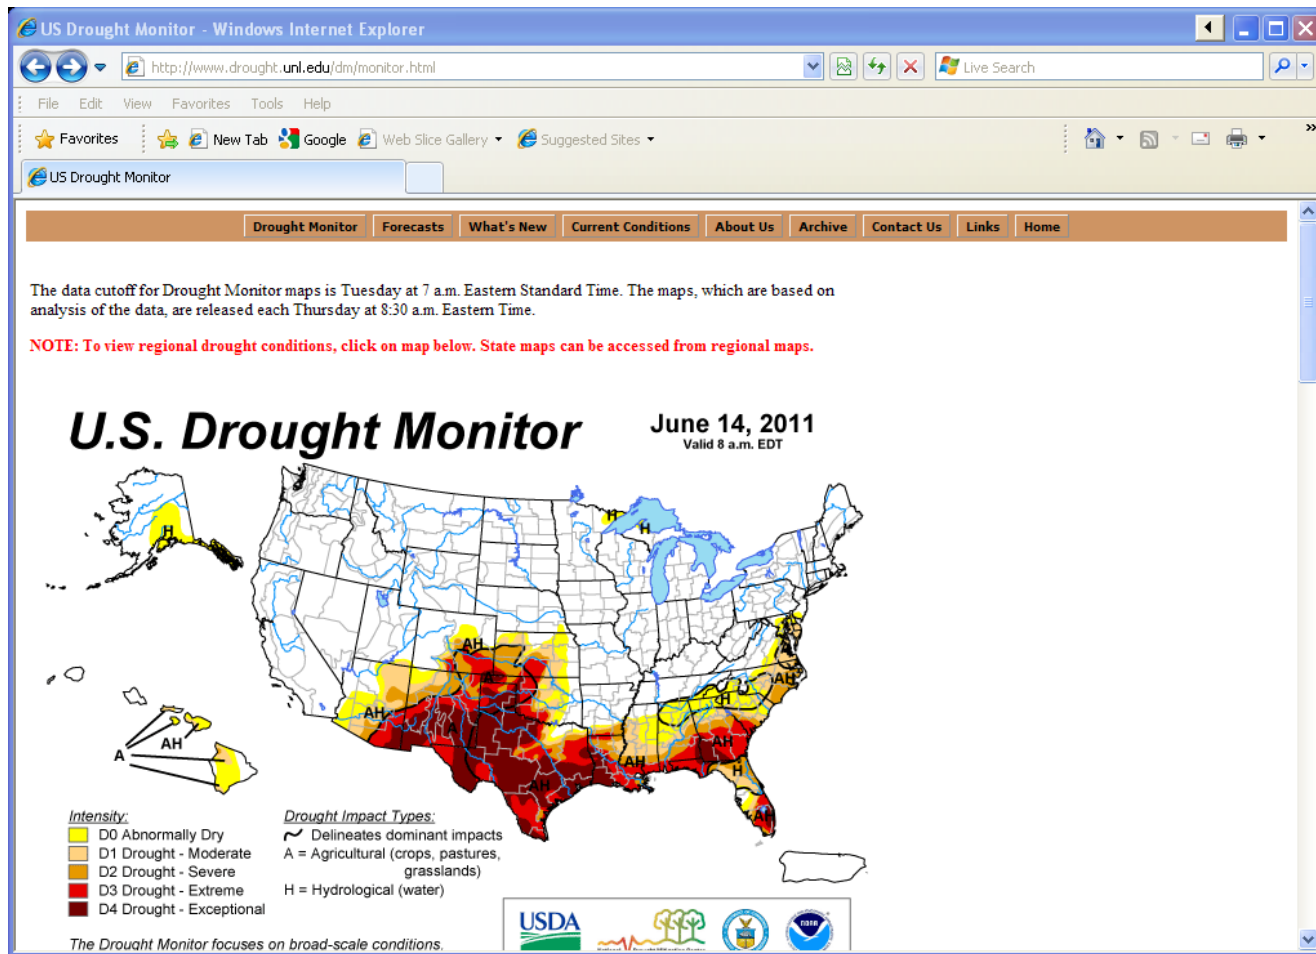 US Drought Monitor - Windows Internet Explorer
http://www.drought.unl.edu/dm/monitor.html
Live Search
File Edit View Favorites Tools Help
Favorites New Tab Google Web Slice Gallery Suggested Sites
US Drought Monitor
Drought Monitor Forecasts What's New Current Conditions About Us Archive Contact Us Links Home
The data cutoff for Drought Monitor maps is Tuesday at 7 a.m. Eastern Standard Time. The maps, which are based on
analysis of the data, are released each Thursday at 8:30 a.m. Eastern Time.
NOTE: To view regional drought conditions, click on map below. State maps can be accessed from regional maps.
U.S. Drought Monitor
June 14, 2011
Valid 8 a.m. EDT
H
H
H
AH
A
AH
A
AH
AH
AH
H
AH
H
AH
A
AH
Intensity:
D0 Abnormally Dry
D1 Drought - Moderate
D2 Drought - Severe
D3 Drought - Extreme
D4 Drought - Exceptional
Drought Impact Types:
Delineates dominant impacts
A = Agricultural (crops, pastures,
grasslands)
H = Hydrological (water)
The Drought Monitor focuses on broad-scale conditions.
USDA
noaa